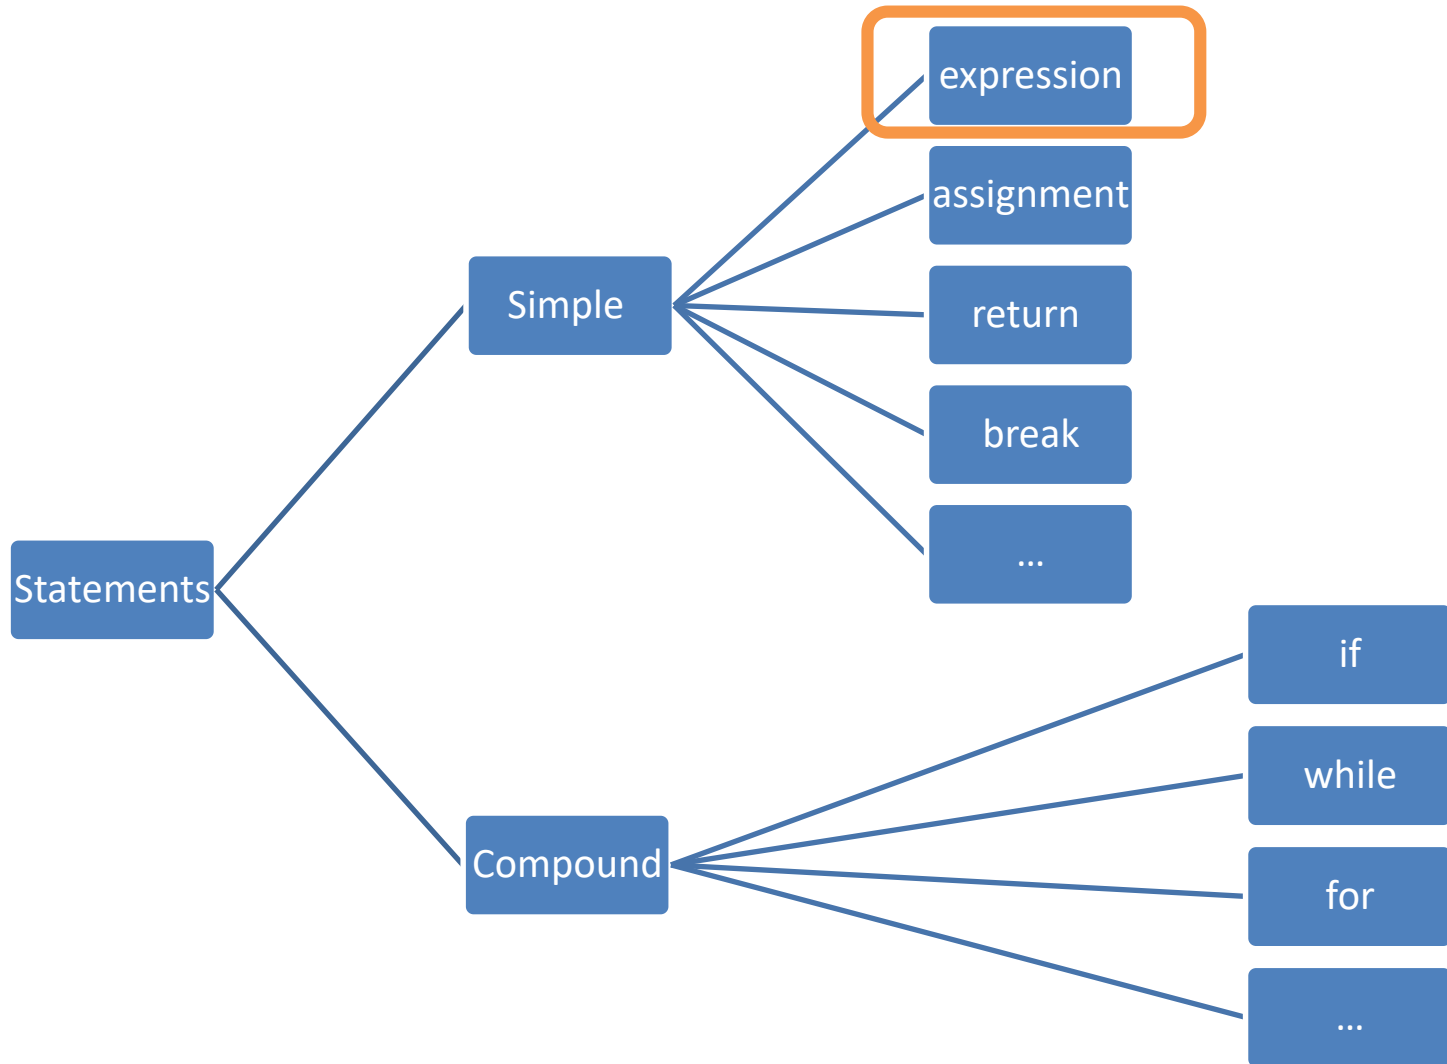 expression
assignment
return
break
...
Simple
Statements
Compound
if
while
for
...